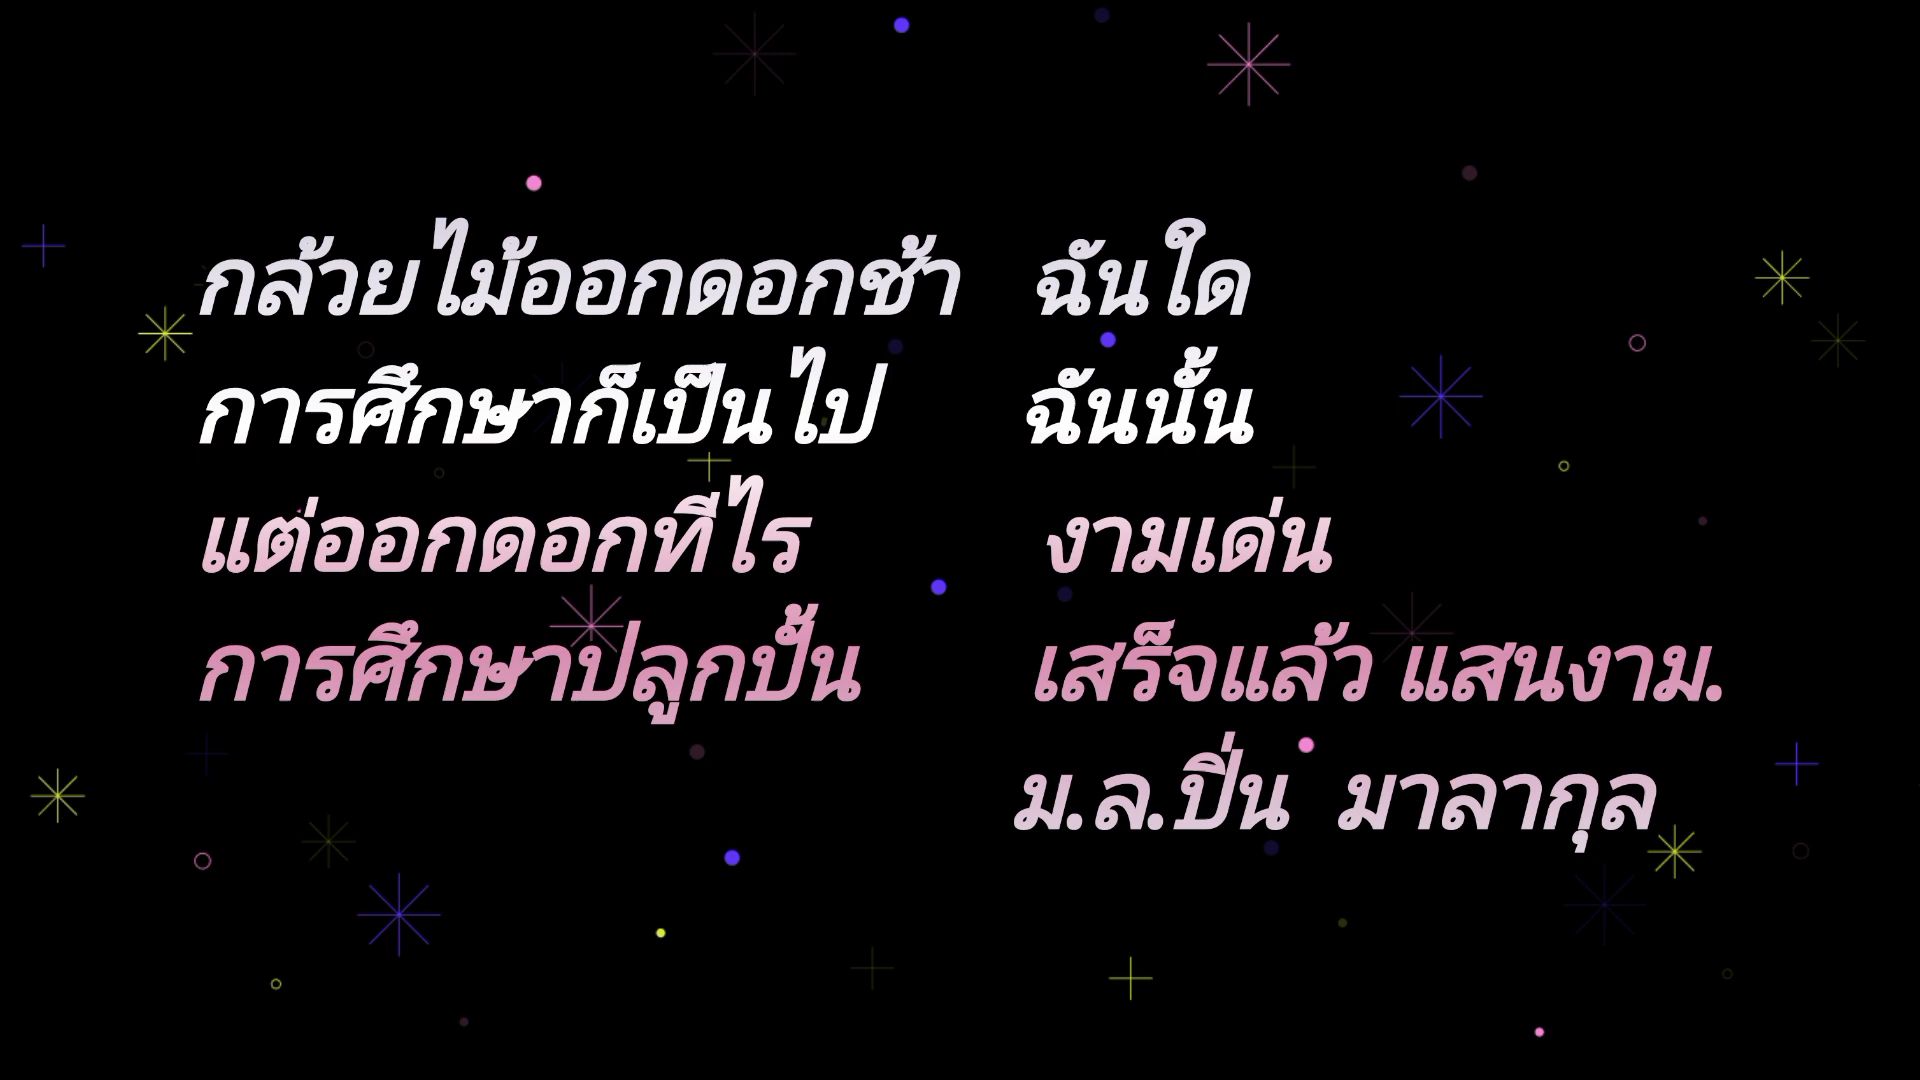 กล้วยไม้ออกดอกช้า ฉันใด
การศึกษาก็เป็นไป ฉันนั้น
แต่ออกดอกทีไร งามเด่น
การศึกษาปลูกปั้น เสร็จแล้ว แสนงาม.
ม.ล.ปิ่น มาลากุล